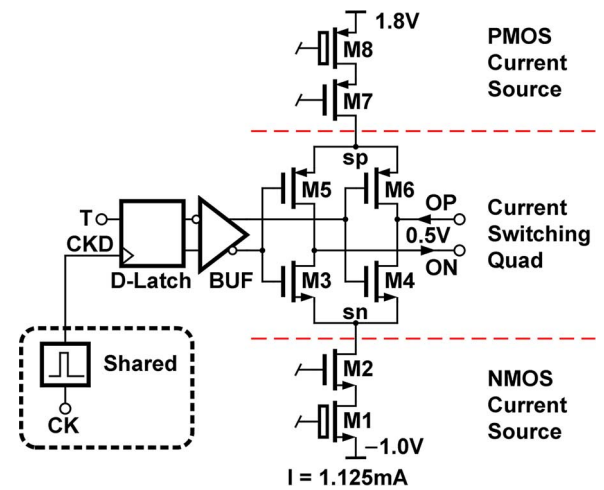 1.8V
M8
M7
PMOS
Current
Source
sp
M5
M6
T
CKD
D-Latch
BUF
OP
0.5V
ON
Current
Switching
Quad
M3
M4
sn
Shared
CK
M2
M1
NMOS
Current
Source
−1.0V
I = 1.125mA